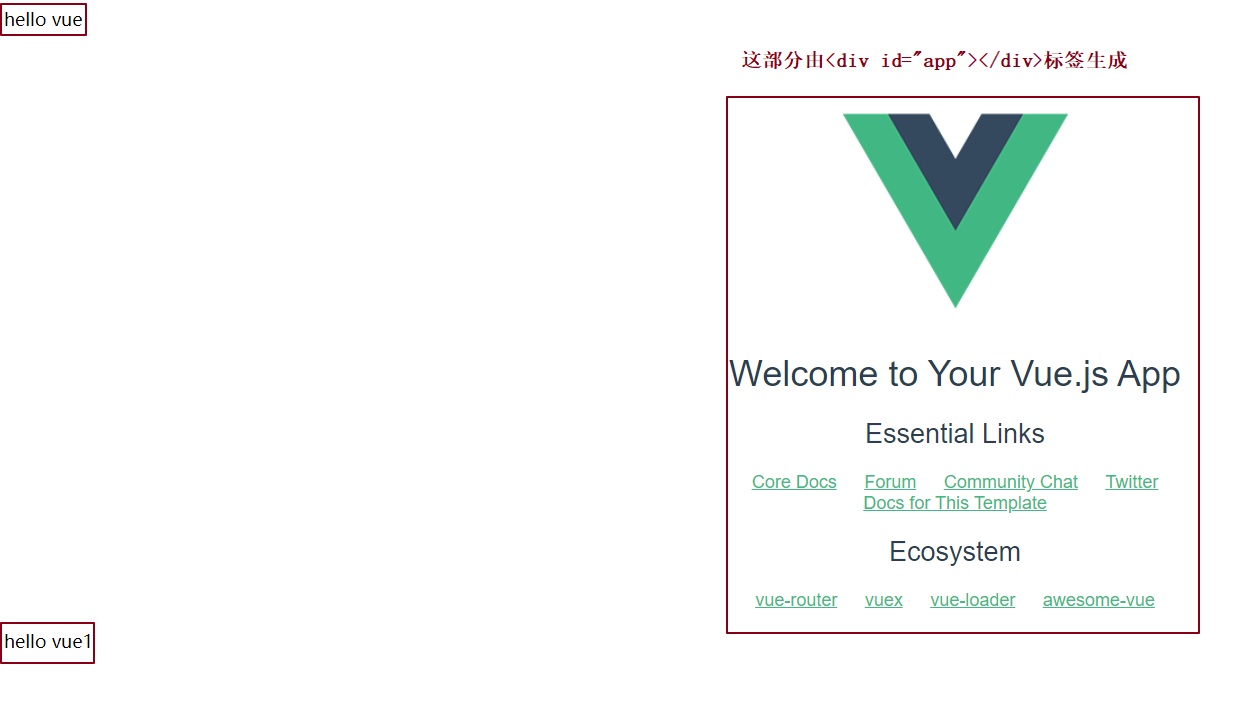 hello vue
这部分由<div id="app"></div>标签生成
Welcome to Your Vue.js App
Essential Links
Core Docs Forum Community Chat Twitter
Docs for This Template
Ecosystem
vue-router vuex vue-loader awesome-vue
hello vue1